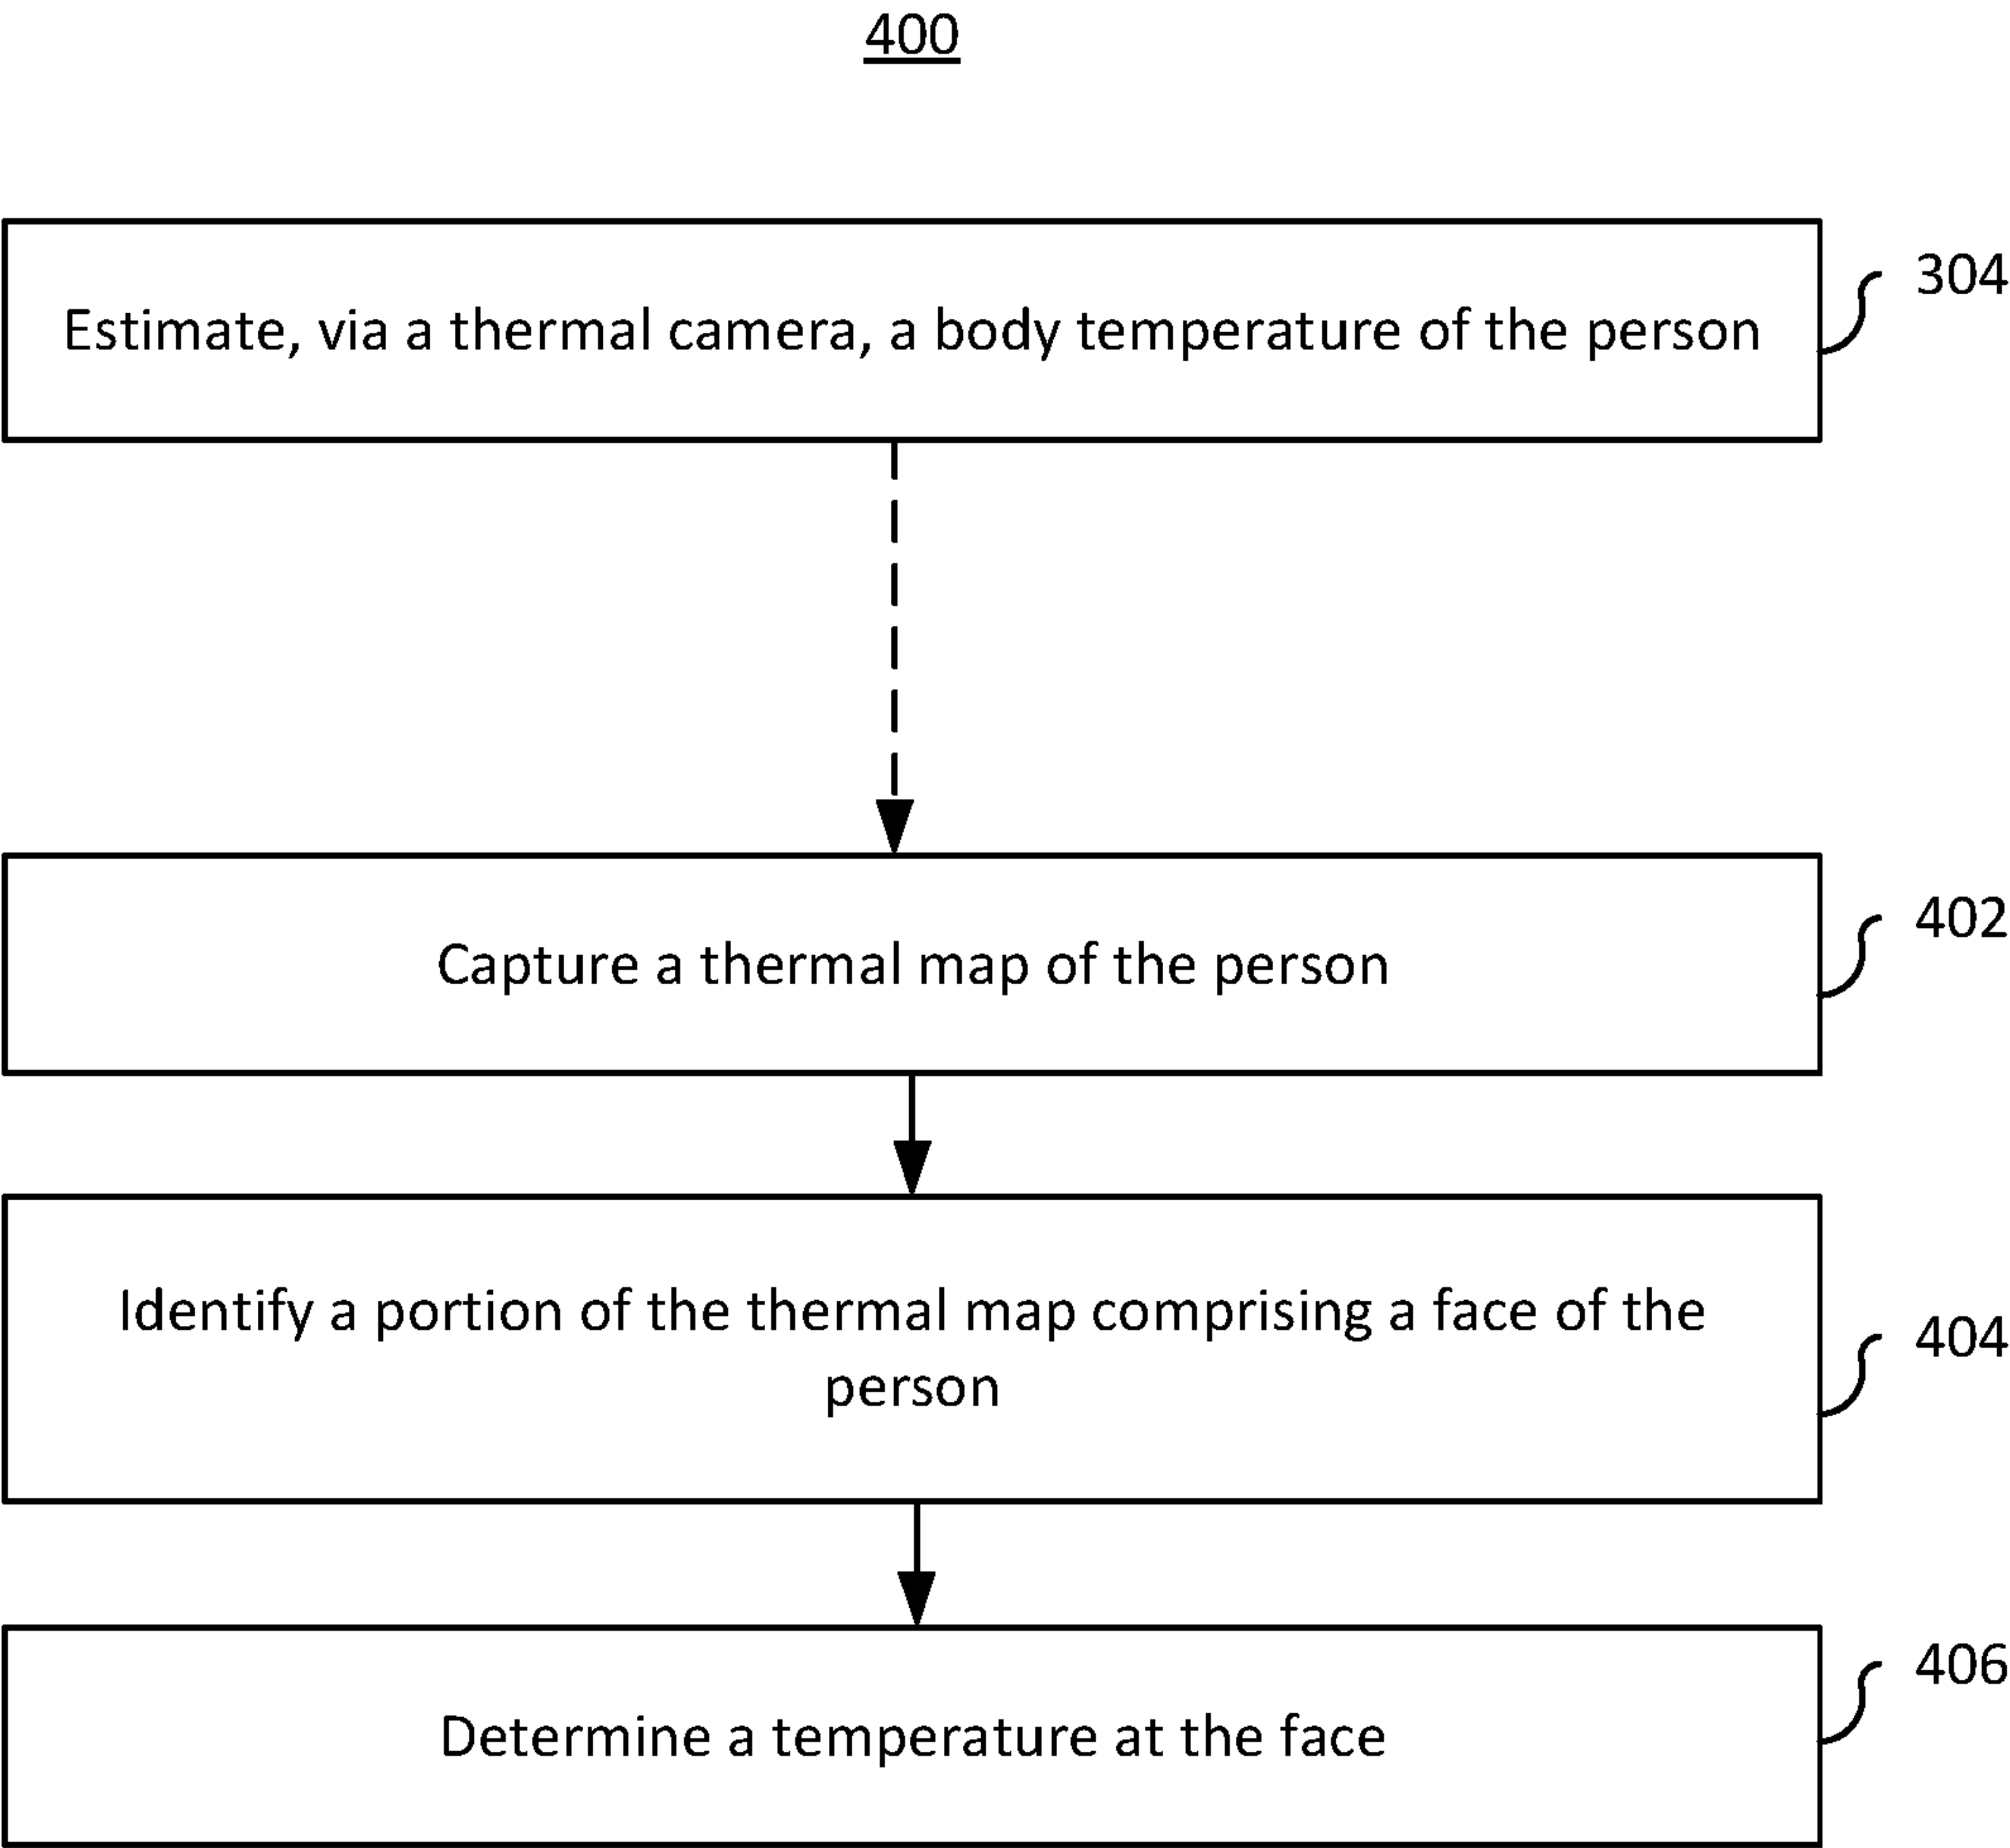 400
304
Estimate, via a thermal camera, a body temperature of the person
402
Capture a thermal map of the person
Identify a portion of the thermal map comprising a face of the
person
404
406
Determine a temperature at the face